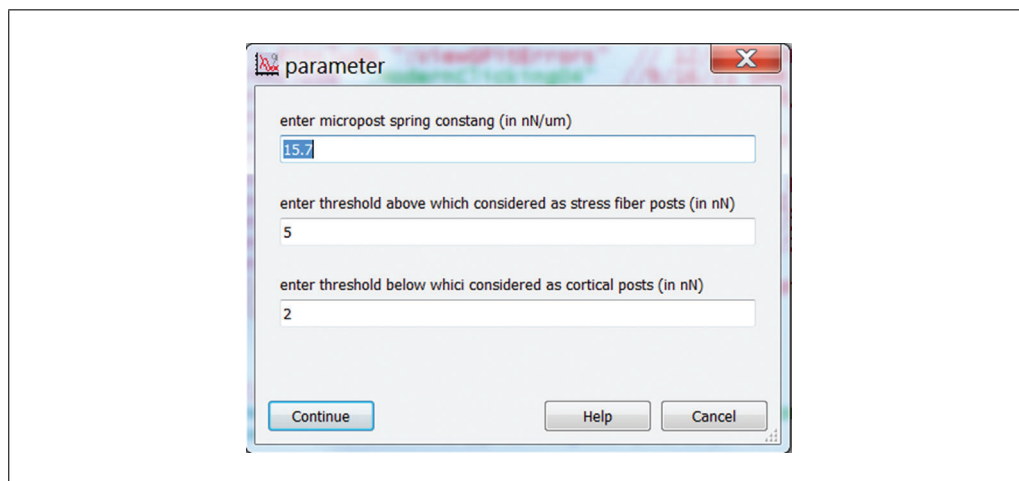 parameter
enter micropost spring constang (in nN/um)
15.7
enter threshold above which considered as stress fiber posts (in nN)
5
enter threshold below whici considered as cortical posts (in nN)
2
Continue Help Cancel